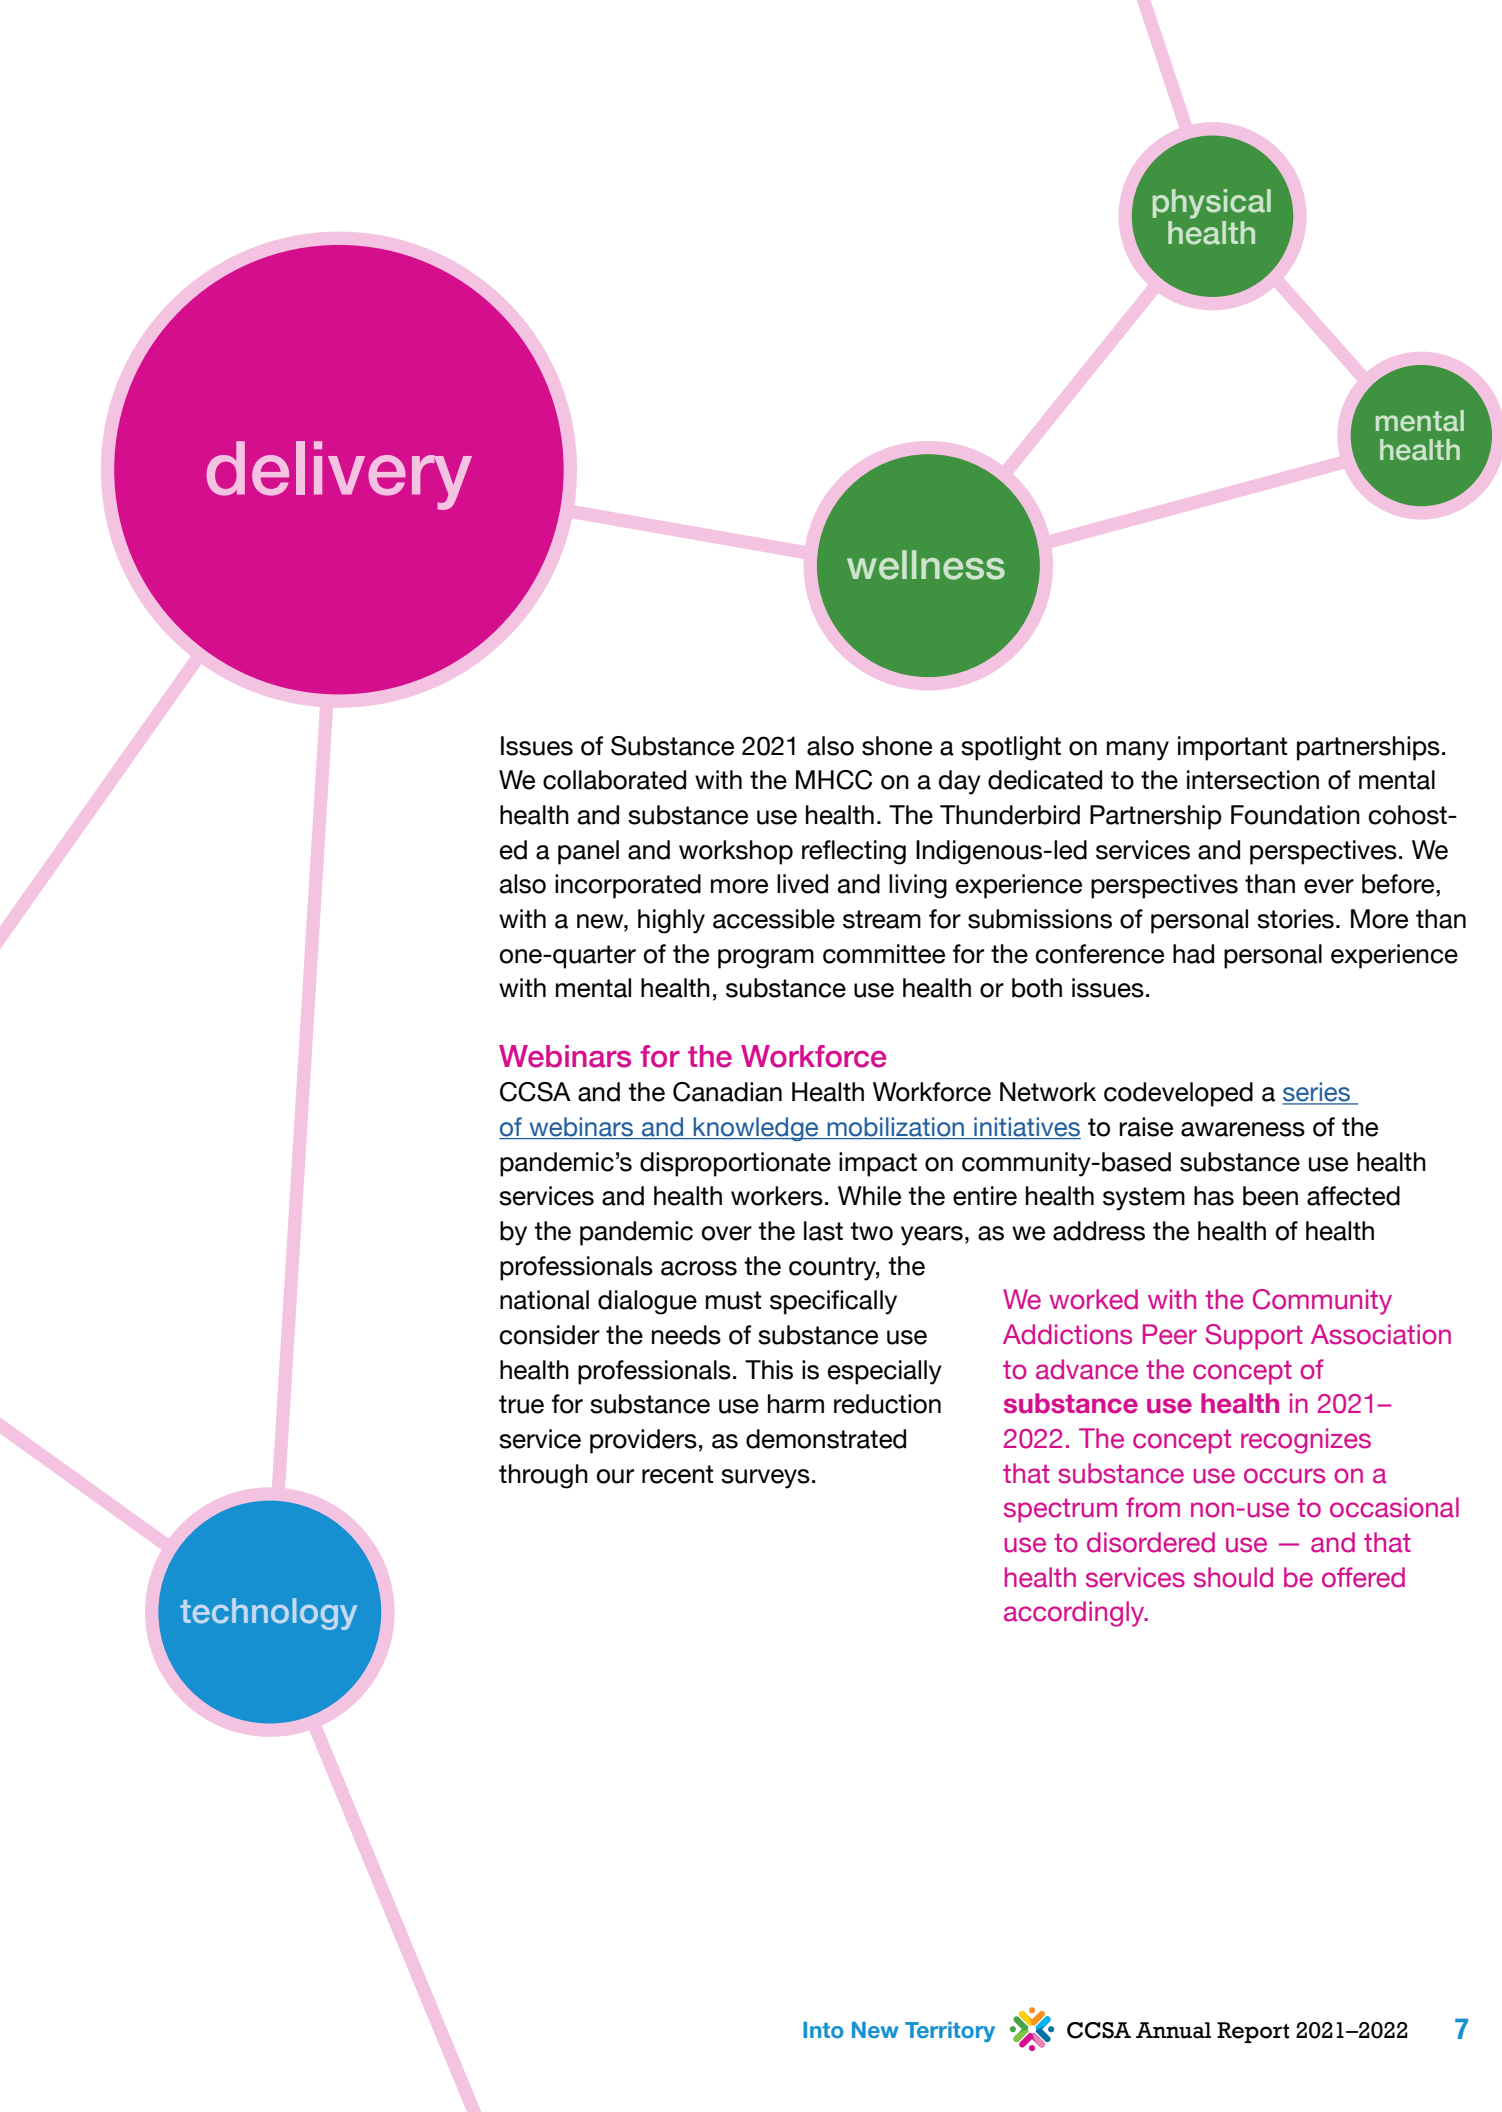 physical
health
mental
health
delivery
wellness
Issues of Substance 2021 also shone a spotlight on many important partnerships.
We collaborated with the MHCC on a day dedicated to the intersection of mental
health and substance use health. The Thunderbird Partnership Foundation cohost-
ed a panel and workshop reflecting Indigenous-led services and perspectives. We
also incorporated more lived and living experience perspectives than ever before,
with a new, highly accessible stream for submissions of personal stories. More than
one-quarter of the program committee for the conference had personal experience
with mental health, substance use health or both issues.
Webinars for the Workforce
CCSA and the Canadian Health Workforce Network codeveloped a series
of webinars and knowledge mobilization initiatives to raise awareness of the
pandemic’s disproportionate impact on community-based substance use health
services and health workers. While the entire health system has been affected
by the pandemic over the last two years, as we address the health of health
professionals across the country, the
national dialogue must specifically
consider the needs of substance use
health professionals. This is especially
true for substance use harm reduction
service providers, as demonstrated
through our recent surveys.
We worked with the Community
Addictions Peer Support Association
to advance the concept of
substance use health in 2021–
2022. The concept recognizes
that substance use occurs on a
spectrum from non-use to occasional
use to disordered use — and that
health services should be offered
accordingly.
technology
Into New Territory CCSA Annual Report 2021–2022 7